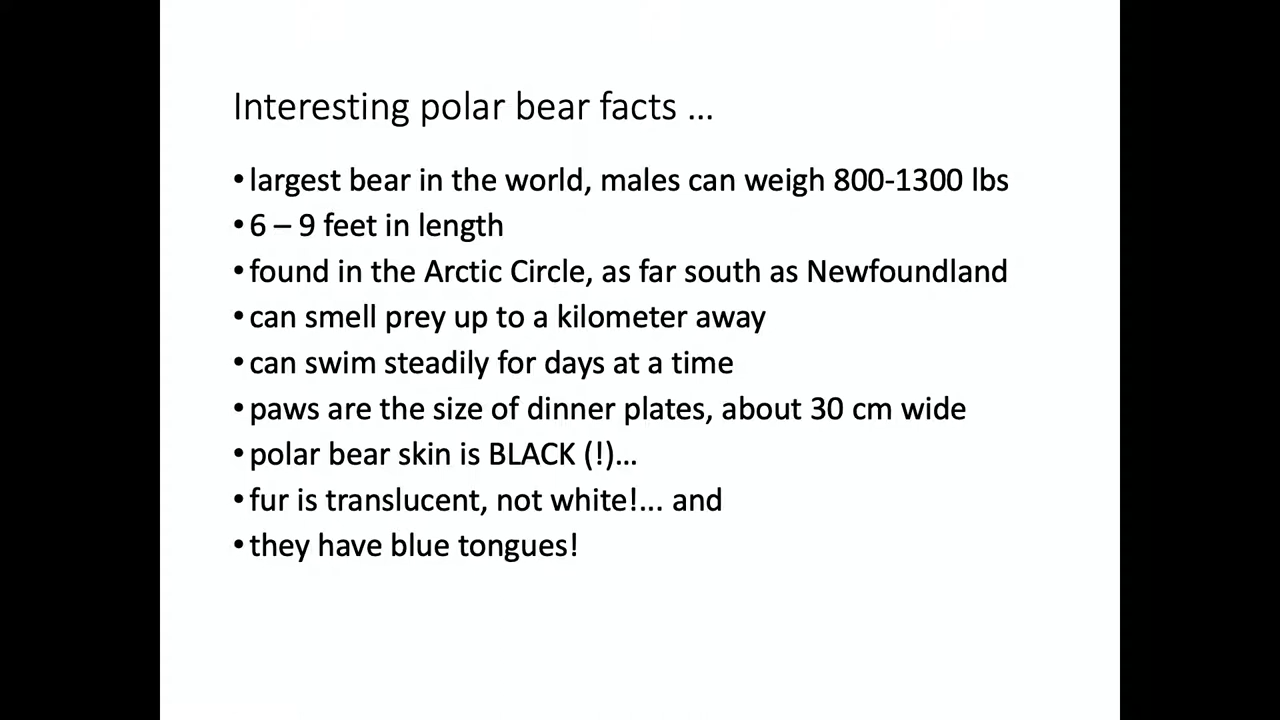 Interesting polar bear facts …
•largest bear in the world, males can weigh 800-1300 lbs
•6 – 9 feet in length
•found in the Arctic Circle, as far south as Newfoundland
•can smell prey up to a kilometer away
•can swim steadily for days at a time
•paws are the size of dinner plates, about 30 cm wide
•polar bear skin is BLACK (!)…
•fur is translucent, not white!... and
•they have blue tongues!